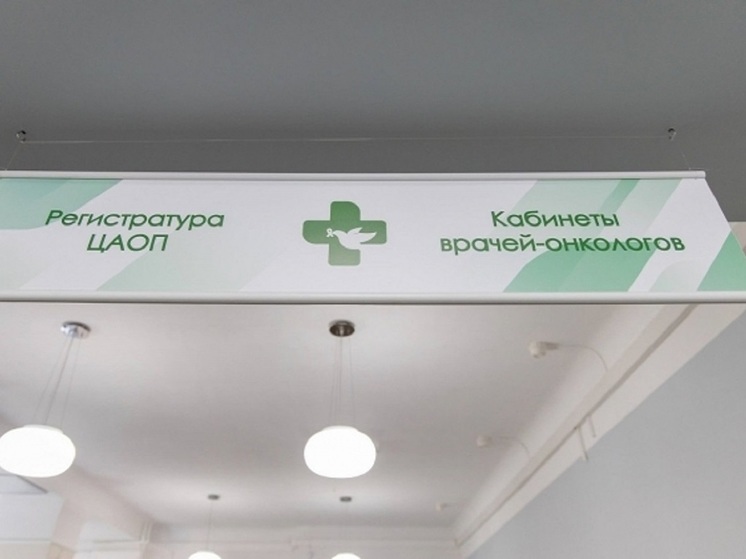 Регистратура
ЦАОП
Кабинеты
врачей-онкологов